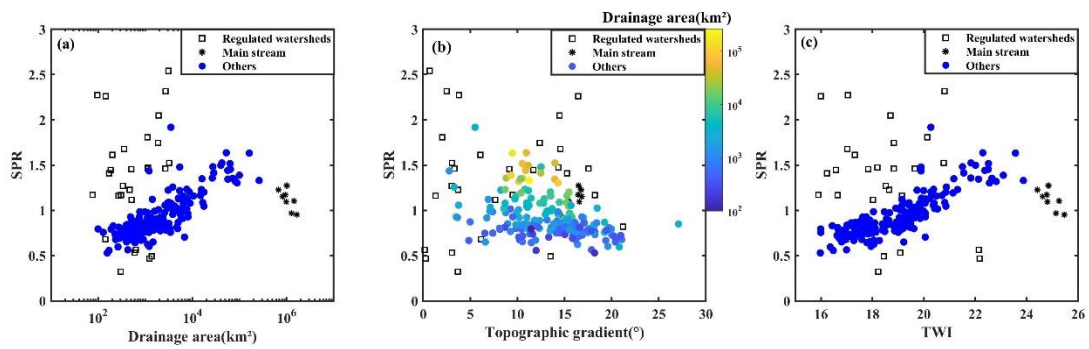 (a)
Regulated watersheds
Main stream
Others
SPR
3
2.5
2
1.5
1
0.5
0
10²
10⁴
10⁶
Drainage area(km²)
(b)
Regulated watersheds
Main stream
Others
SPR
3
2.5
2
1.5
1
0.5
0
0
5
10
15
20
25
30
Topographic gradient(°)
Drainage area(km²)
10⁵
10⁴
10³
10²
(c)
Regulated watersheds
Main stream
Others
SPR
3
2.5
2
1.5
1
0.5
0
16
18
20
22
24
26
TWI